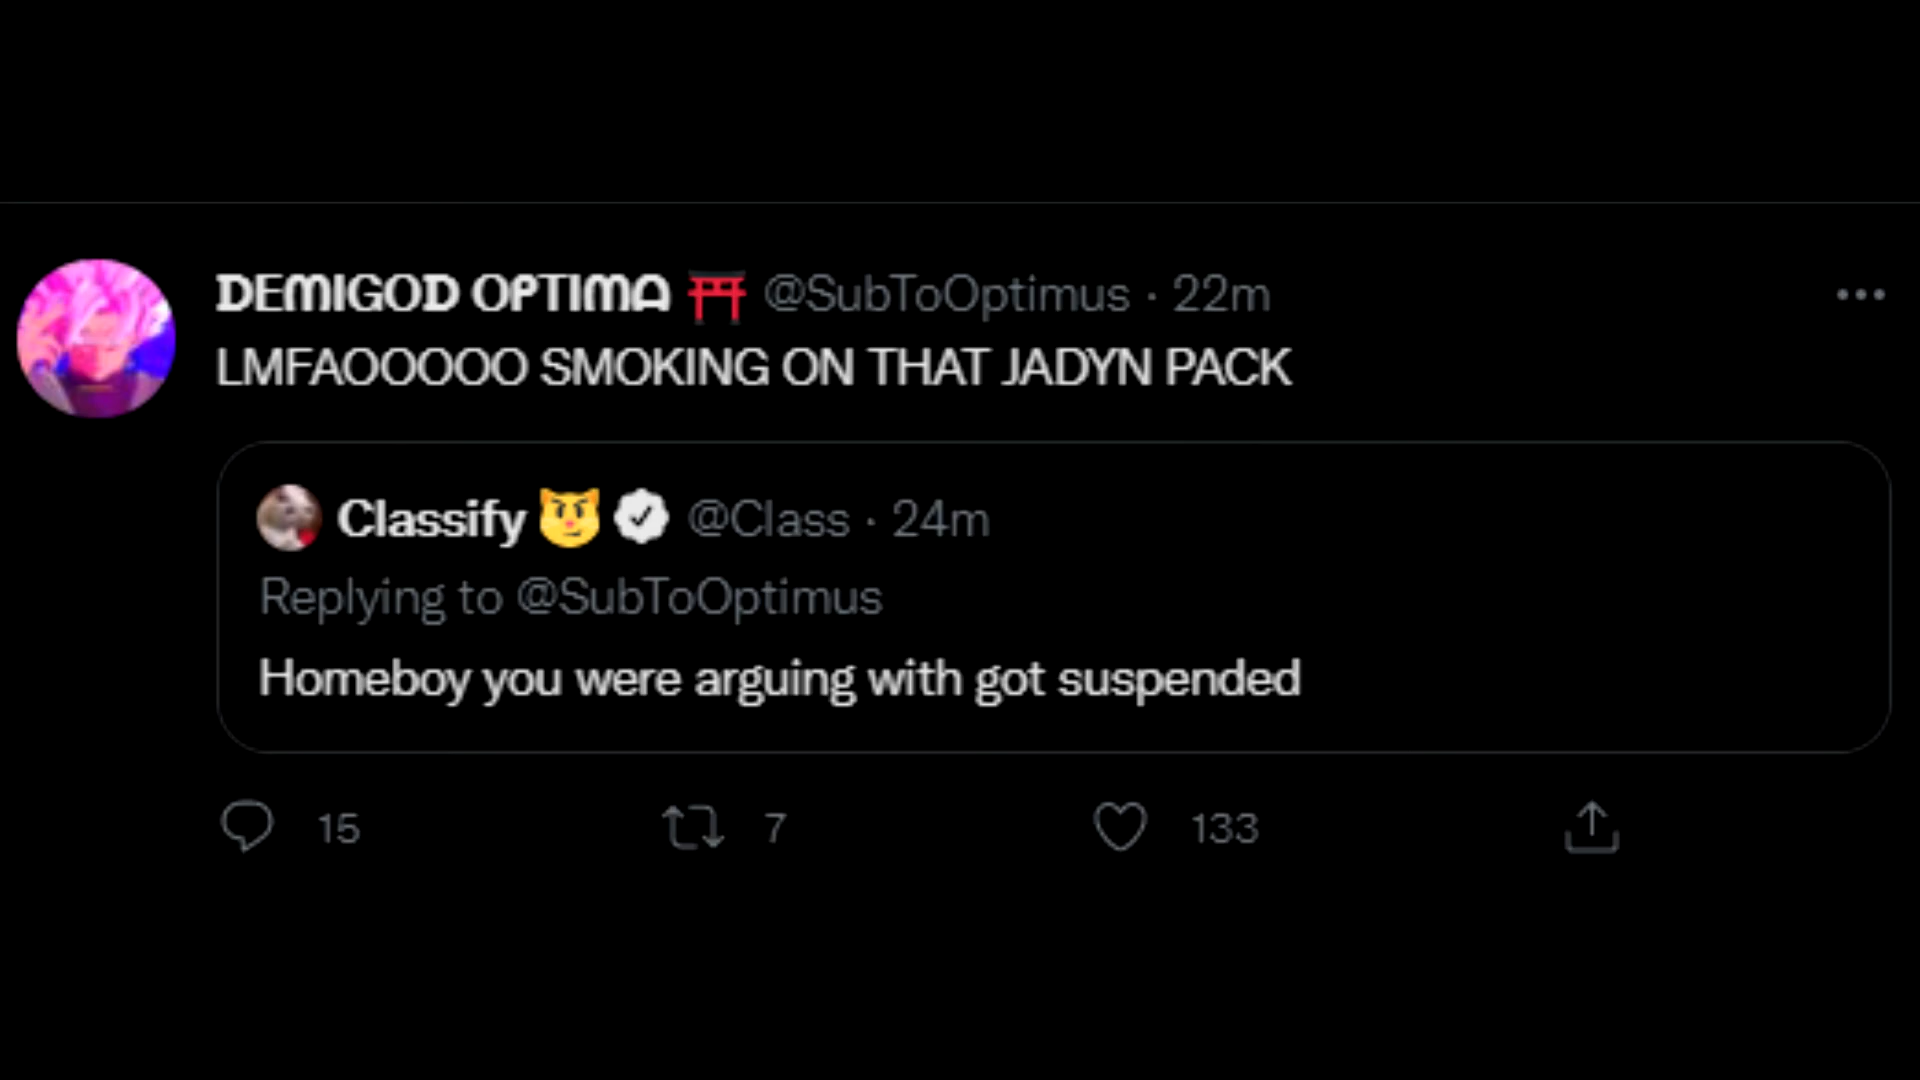 DEMIGOD OPTIMA ⛩️ @SubToOptimus · 22m
LMFAOOOOO SMOKING ON THAT JADYN PACK
Classify 😼 @Class · 24m
Replying to @SubToOptimus
Homeboy you were arguing with got suspended
15 7 133